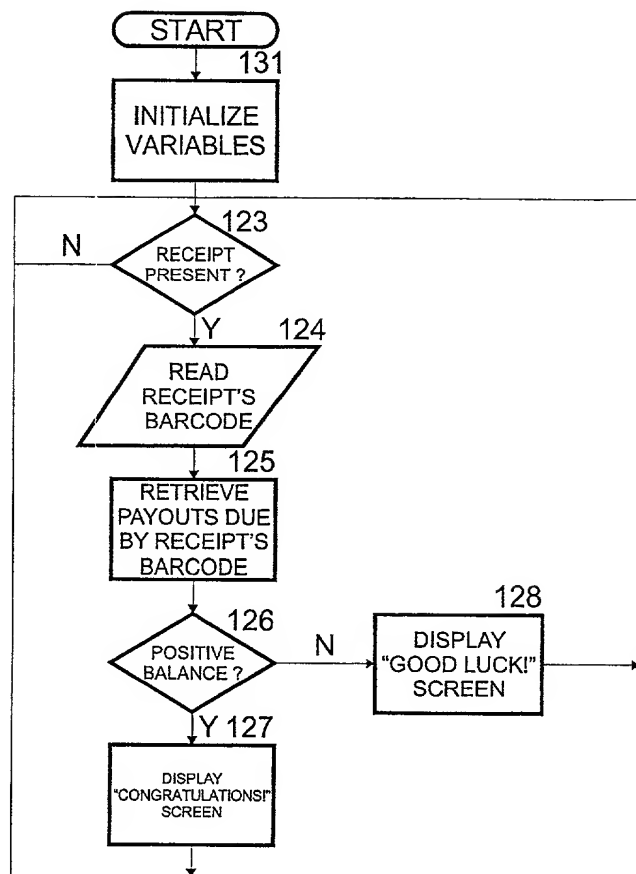 START
131
INITIALIZE
VARIABLES
123
N
RECEIPT
PRESENT ?
Y
124
READ
RECEIPT'S
BARCODE
125
RETRIEVE
PAYOUTS DUE
BY RECEIPT'S
BARCODE
126
POSITIVE
BALANCE ?
N
128
DISPLAY
"GOOD LUCK!"
SCREEN
Y 127
DISPLAY
"CONGRATULATIONS!"
SCREEN